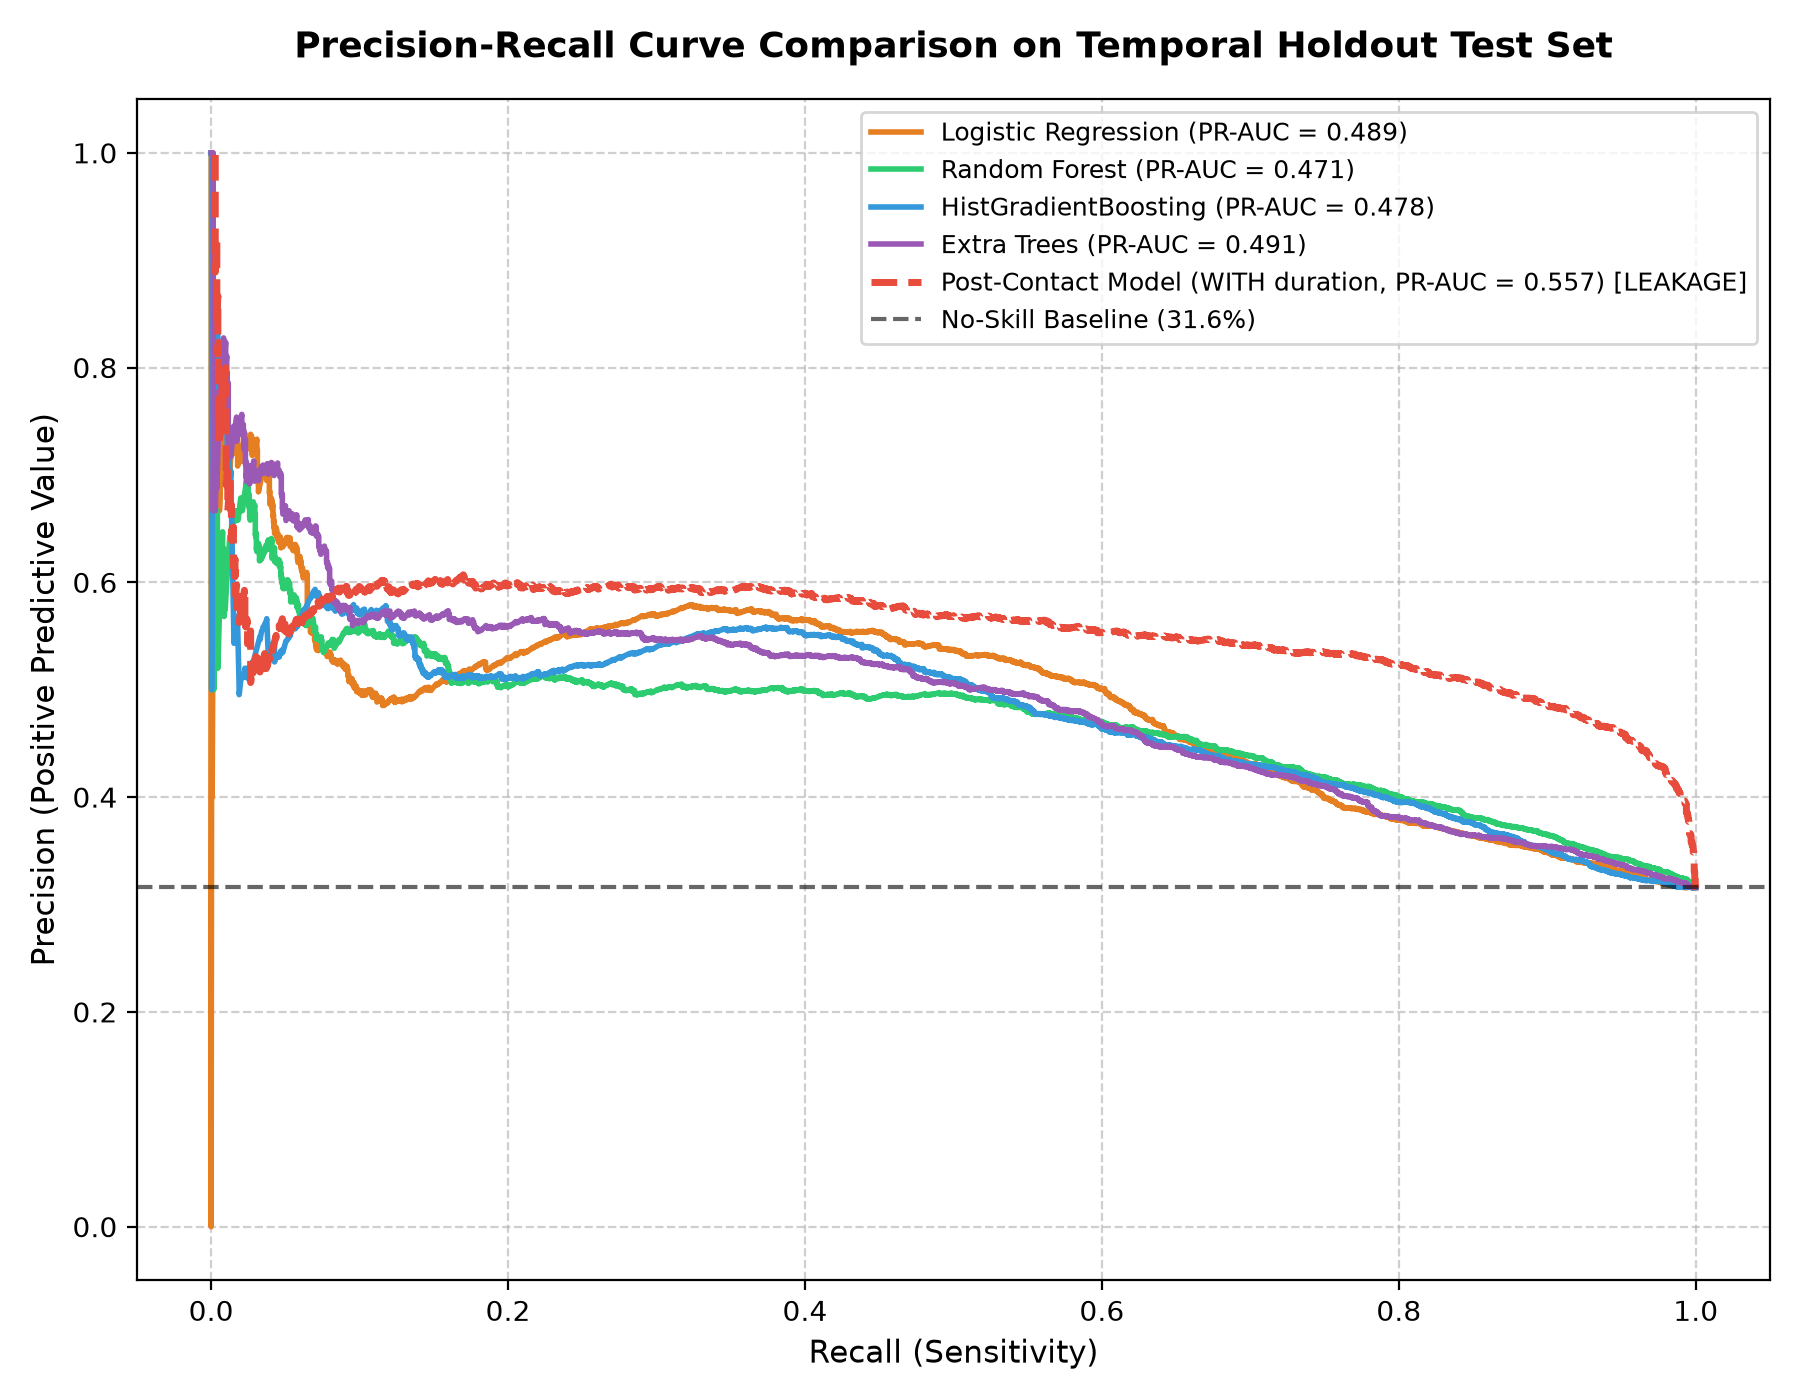 Precision-Recall Curve Comparison on Temporal Holdout Test Set
Logistic Regression (PR-AUC = 0.489)
Random Forest (PR-AUC = 0.471)
HistGradientBoosting (PR-AUC = 0.478)
Extra Trees (PR-AUC = 0.491)
Post-Contact Model (WITH duration, PR-AUC = 0.557) [LEAKAGE]
No-Skill Baseline (31.6%)
Precision (Positive Predictive Value)
1.0
0.8
0.6
0.4
0.2
0.0
0.0 0.2 0.4 0.6 0.8 1.0
Recall (Sensitivity)